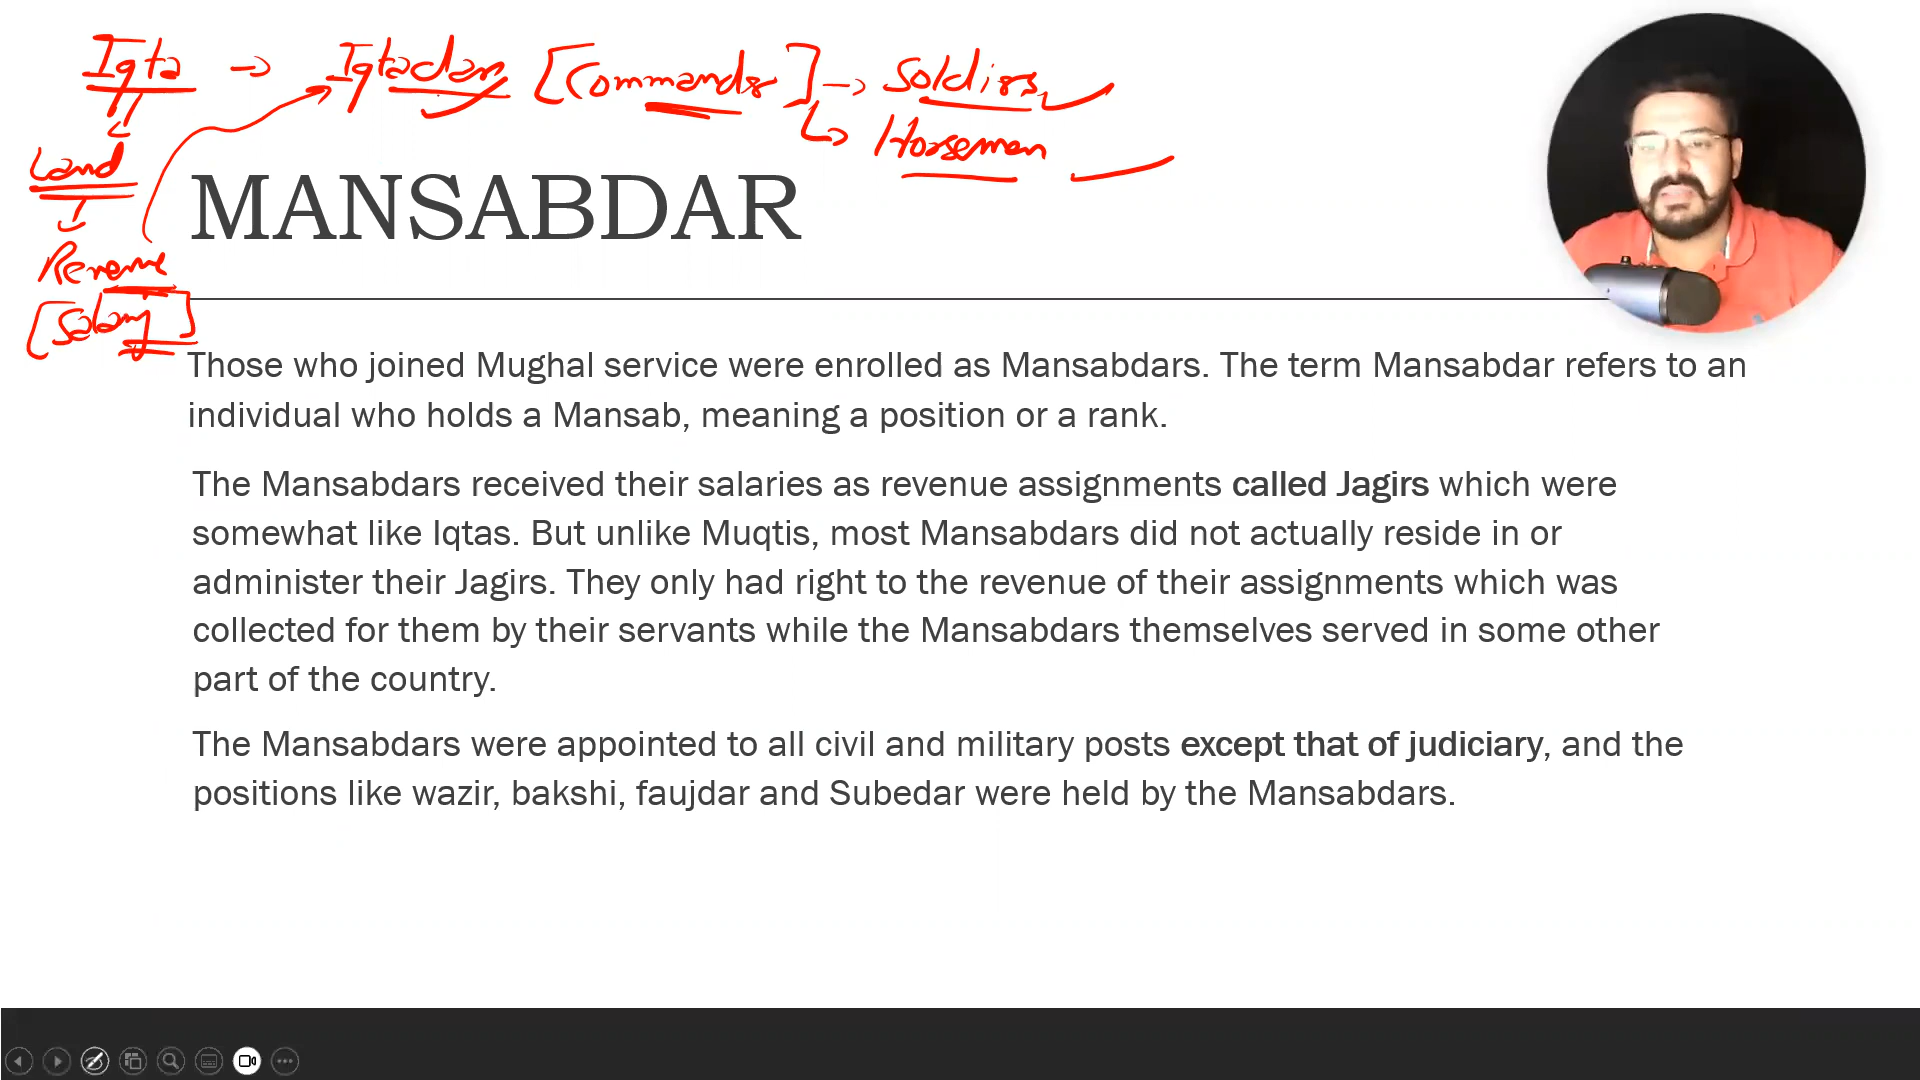 Iqta → Iqtadar [Commander] → Soldirs
↳ Horseman
Land
Revenue
[Salary]
MANSABDAR
Those who joined Mughal service were enrolled as Mansabdars. The term Mansabdar refers to an
individual who holds a Mansab, meaning a position or a rank.
The Mansabdars received their salaries as revenue assignments called Jagirs which were
somewhat like Iqtas. But unlike Muqtis, most Mansabdars did not actually reside in or
administer their Jagirs. They only had right to the revenue of their assignments which was
collected for them by their servants while the Mansabdars themselves served in some other
part of the country.
The Mansabdars were appointed to all civil and military posts except that of judiciary, and the
positions like wazir, bakshi, faujdar and Subedar were held by the Mansabdars.